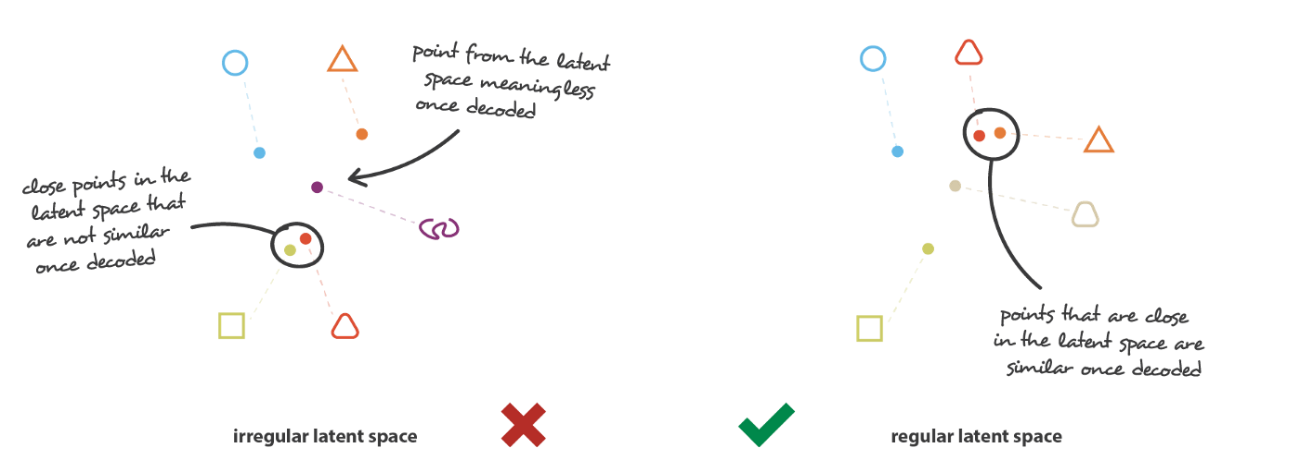 point from the latent
space meaningless
once decoded
close points in the
latent space that
are not similar
once decoded
points that are close
in the latent space are
similar once decoded
irregular latent space
regular latent space